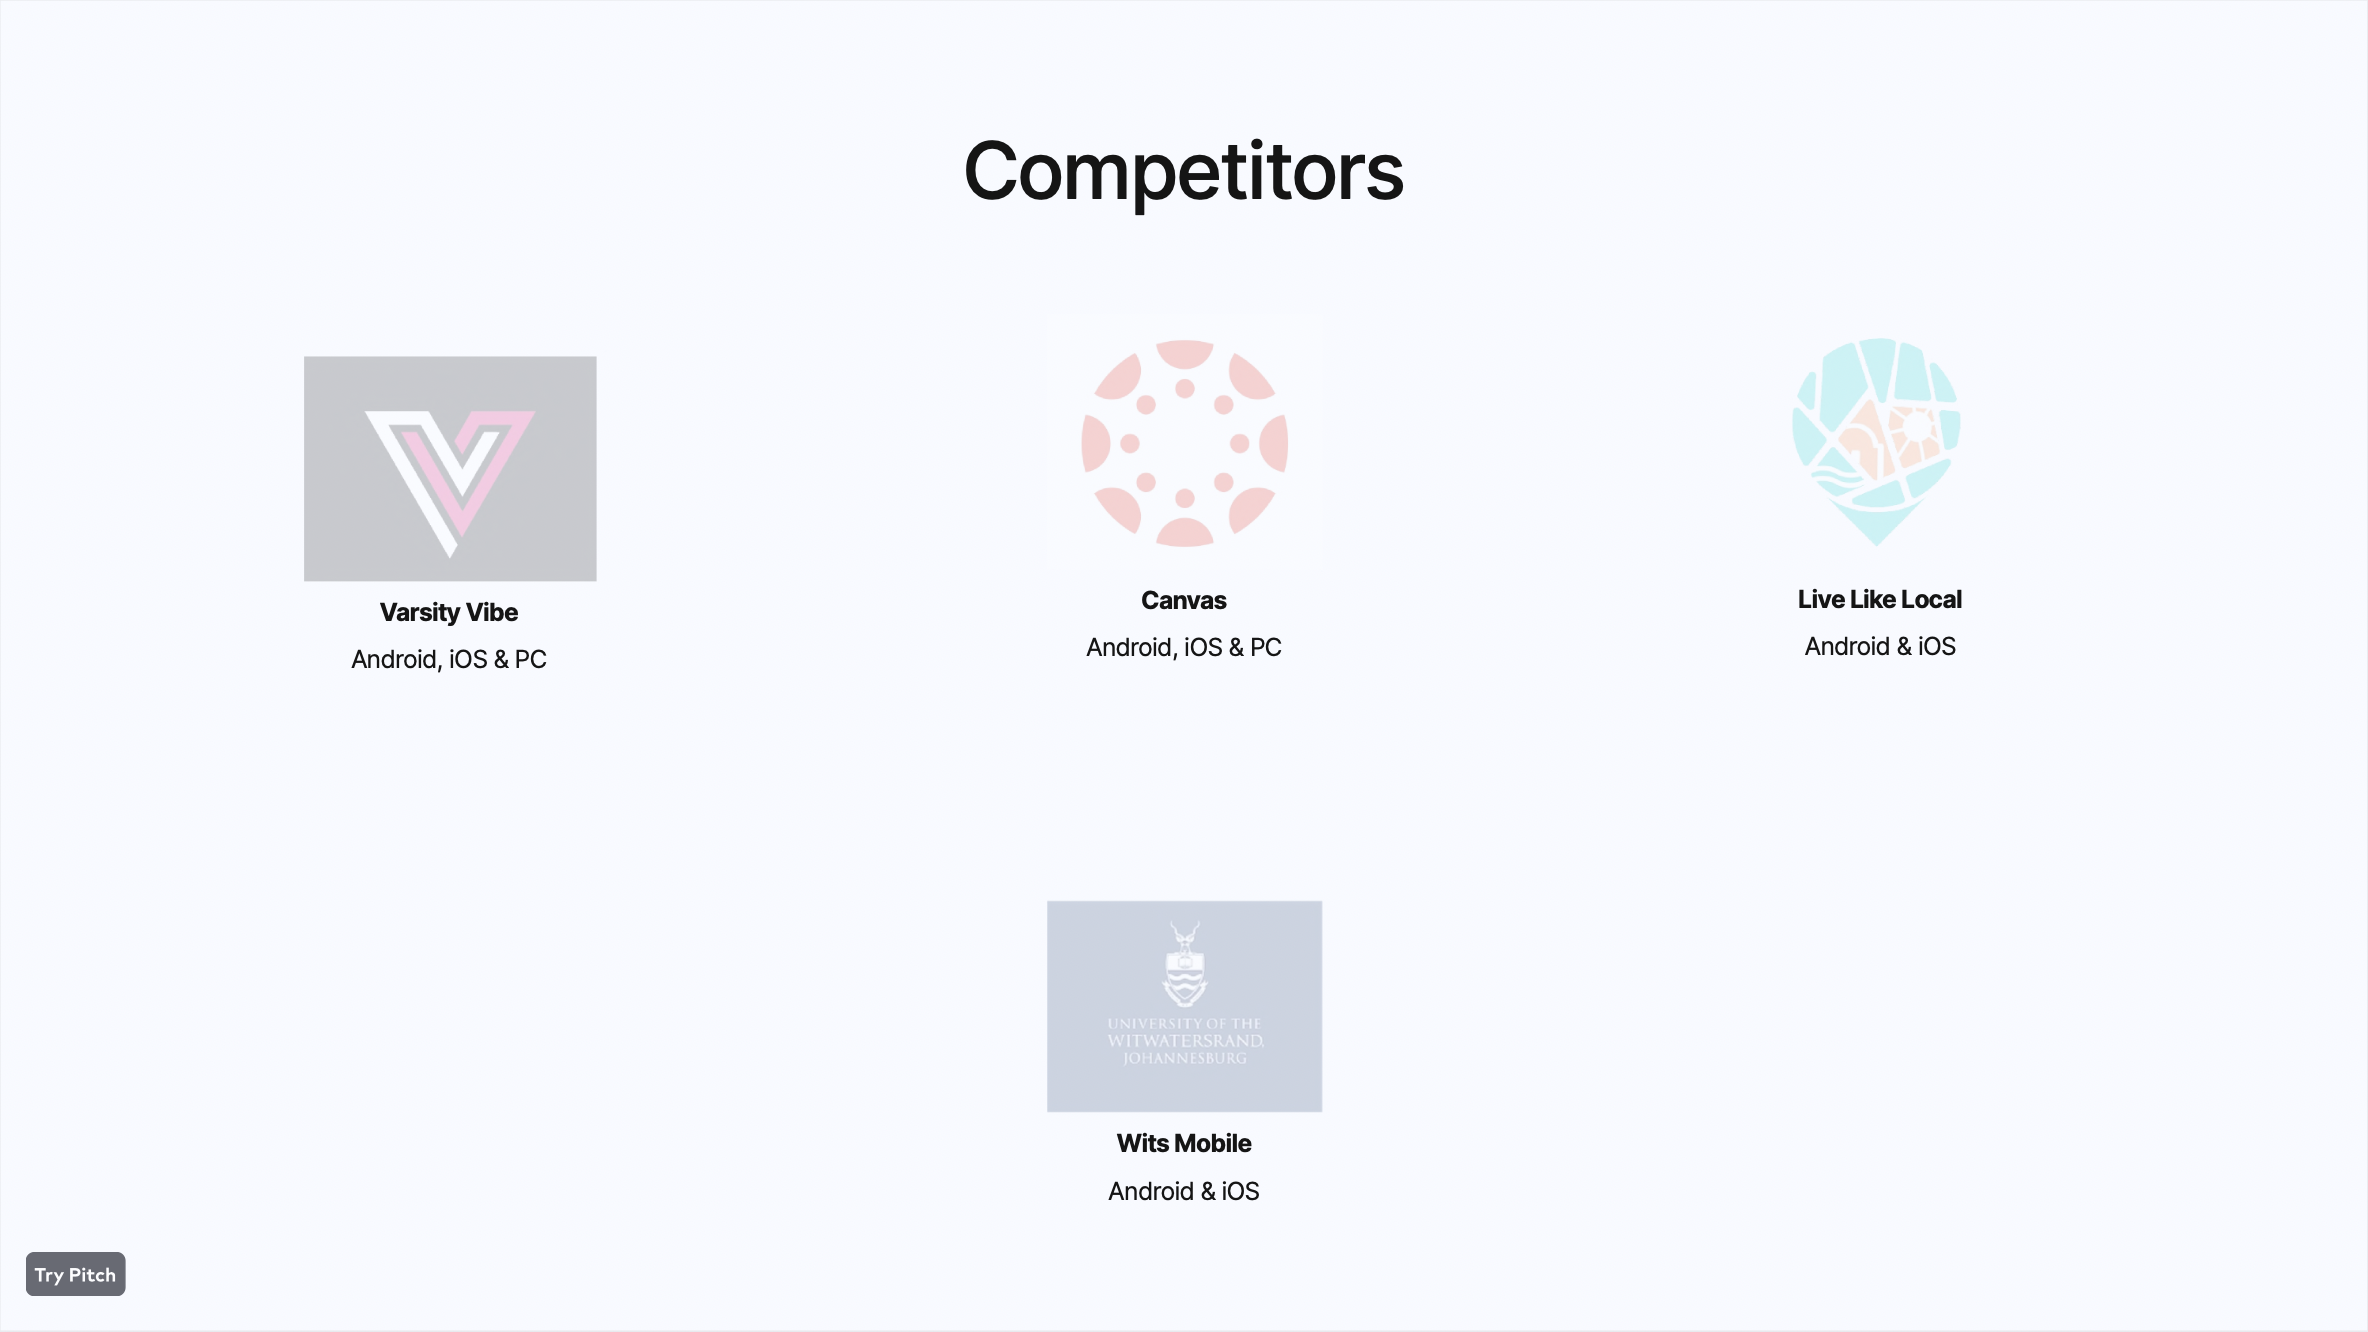 Competitors
Varsity Vibe
Android, iOS & PC
Canvas
Android, iOS & PC
Live Like Local
Android & iOS
UNIVERSITY OF THE
WITWATERSRAND,
JOHANNESBURG
Wits Mobile
Android & iOS
Try Pitch